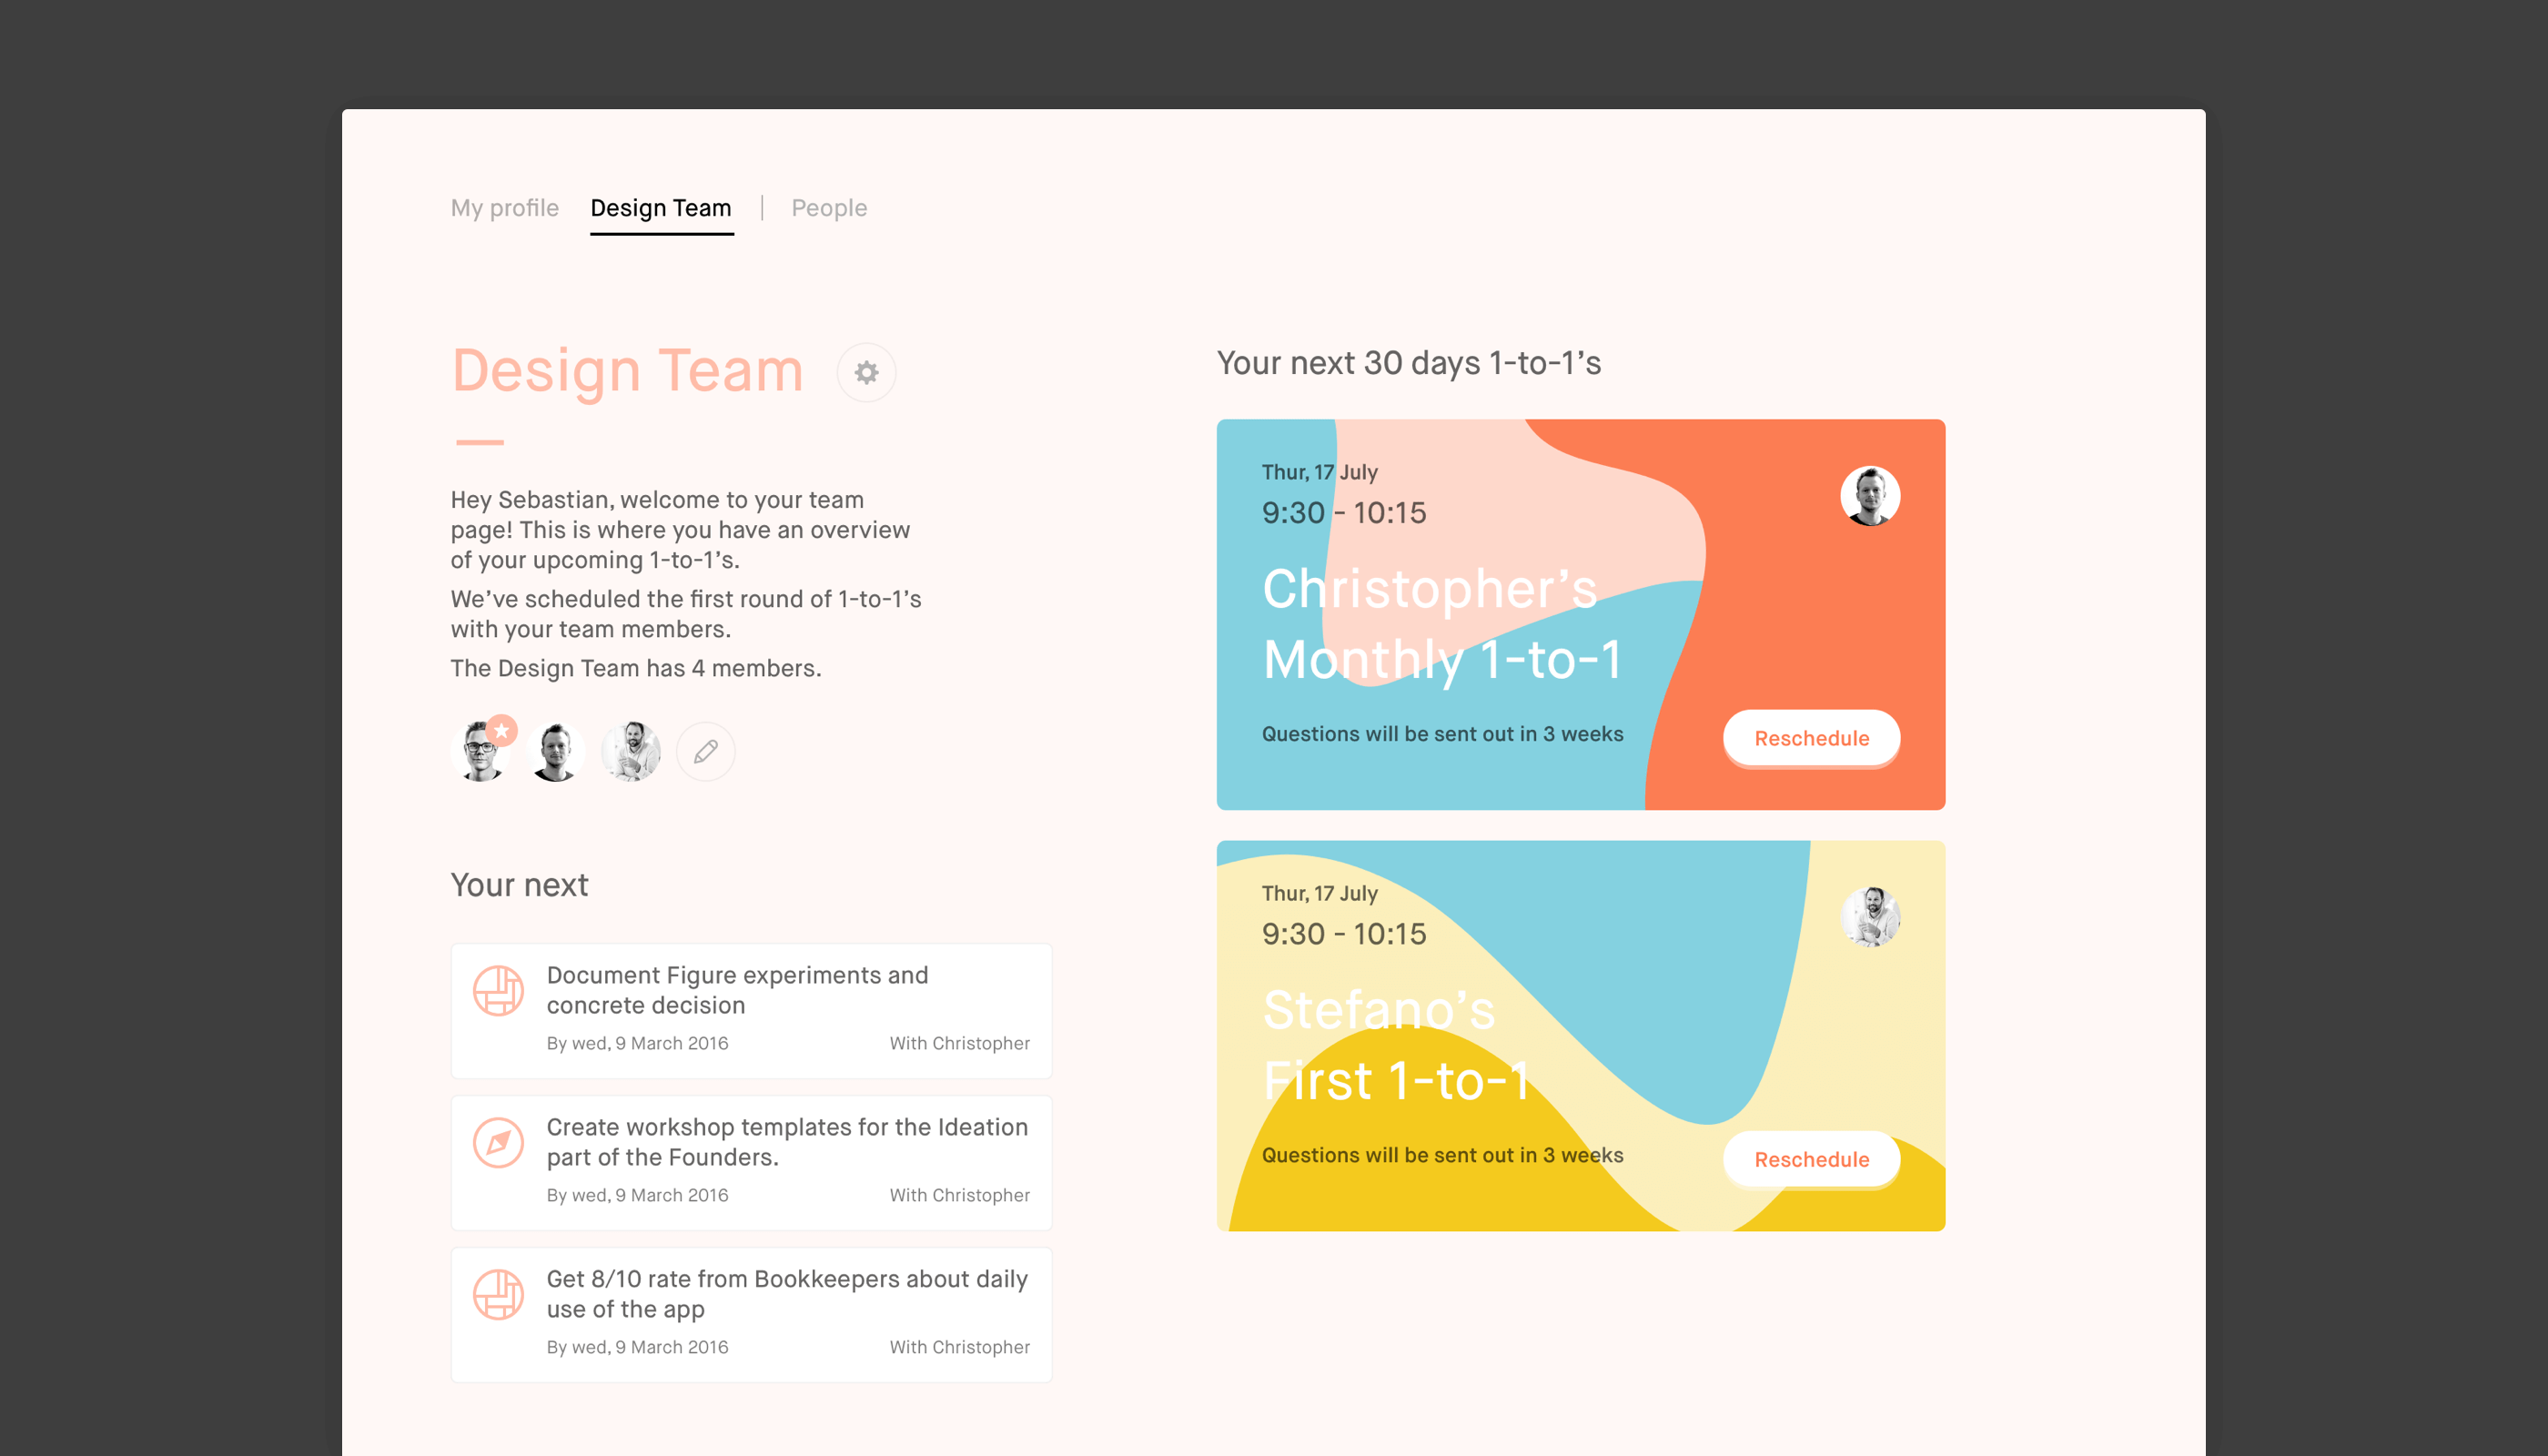 My profile
Design Team
People
Design Team
Hey Sebastian, welcome to your team
page! This is where you have an overview
of your upcoming 1-to-1’s.
We’ve scheduled the first round of 1-to-1’s
with your team members.
The Design Team has 4 members.
Your next
Document Figure experiments and
concrete decision
By wed, 9 March 2016
With Christopher
Create workshop templates for the Ideation
part of the Founders.
By wed, 9 March 2016
With Christopher
Get 8/10 rate from Bookkeepers about daily
use of the app
By wed, 9 March 2016
With Christopher
Your next 30 days 1-to-1’s
Thur, 17 July
9:30 - 10:15
Christopher’s
Monthly 1-to-1
Questions will be sent out in 3 weeks
Reschedule
Thur, 17 July
9:30 - 10:15
Stefano’s
First 1-to-1
Questions will be sent out in 3 weeks
Reschedule